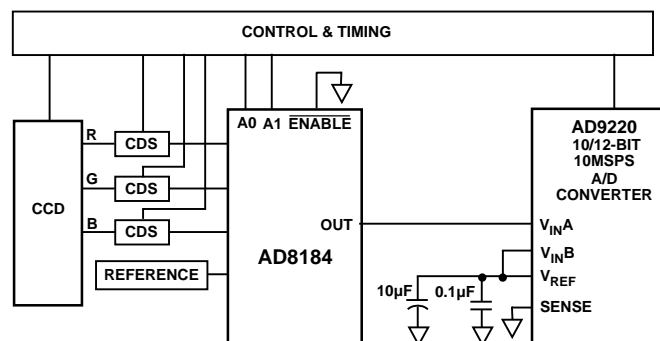 CONTROL & TIMING
R
CDS
G
CDS
B
CDS
CCD
REFERENCE
A0 A1 ENABLE
OUT
AD8184
10µF
0.1µF
AD9220
10/12-BIT
10MSPS
A/D
CONVERTER
VINA
VINB
VREF
SENSE